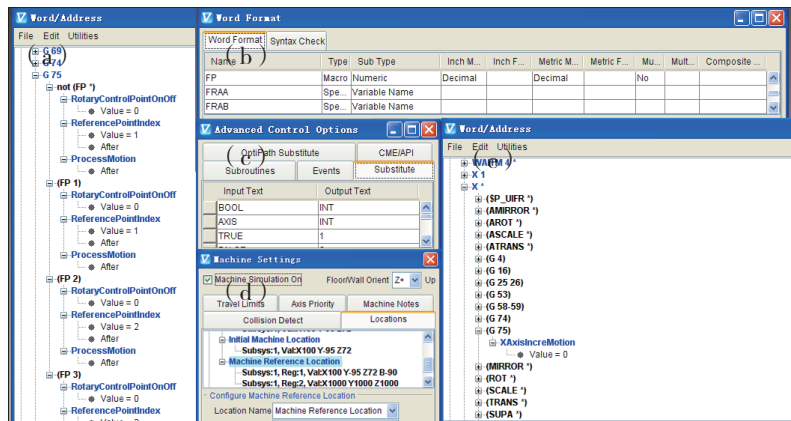 Word/Address
File Edit Utilities
(a)
G 69
G 74
G 75
not (FP *)
RotaryControlPointOnOff
Value = 0
ReferencePointIndex
Value = 1
After
ProcessMotion
After
(FP 1)
RotaryControlPointOnOff
Value = 0
ReferencePointIndex
Value = 1
After
ProcessMotion
After
(FP 2)
RotaryControlPointOnOff
Value = 0
ReferencePointIndex
Value = 2
After
ProcessMotion
After
(FP 3)
RotaryControlPointOnOff
Value = 0
ReferencePointIndex
Word Format
Word Format Syntax Check
(b)
Name Type Sub Type Inch M... Inch F... Metric M... Metric F... Mu... Mult... Composite ...
FP Macro Numeric Decimal Decimal No
FRAA Spe... Variable Name
FRAB Spe... Variable Name
Advanced Control Options
OptiPath Substitute CME/API
(c)
Subroutines Events Substitute
Input Text Output Text
BOOL INT
AXIS INT
TRUE 1
Machine Settings
Machine Simulation On Floor/Wall Orient Z+ Up
(d)
Travel Limits Axis Priority Machine Notes
Collision Detect Locations
Initial Machine Location
Subsys:1, Val:X100 Y-95 Z72
Machine Reference Location
Subsys:1, Reg:1, Val:X100 Y-95 Z72 B-90
Subsys:1, Reg:2, Val:X1000 Y1000 Z1000
Configure Machine Reference Location
Location Name Machine Reference Location
Word/Address
File Edit Utilities
(e)
X 1
X *
($P_UIFR *)
(AMIRROR *)
(AROT *)
(ASCALE *)
(ATRANS *)
(G 4)
(G 16)
(G 25 26)
(G 53)
(G 58-59)
(G 74)
(G 75)
XAxisIncreMotion
Value = 0
(MIRROR *)
(ROT *)
(SCALE *)
(TRANS *)
(SUPA *)